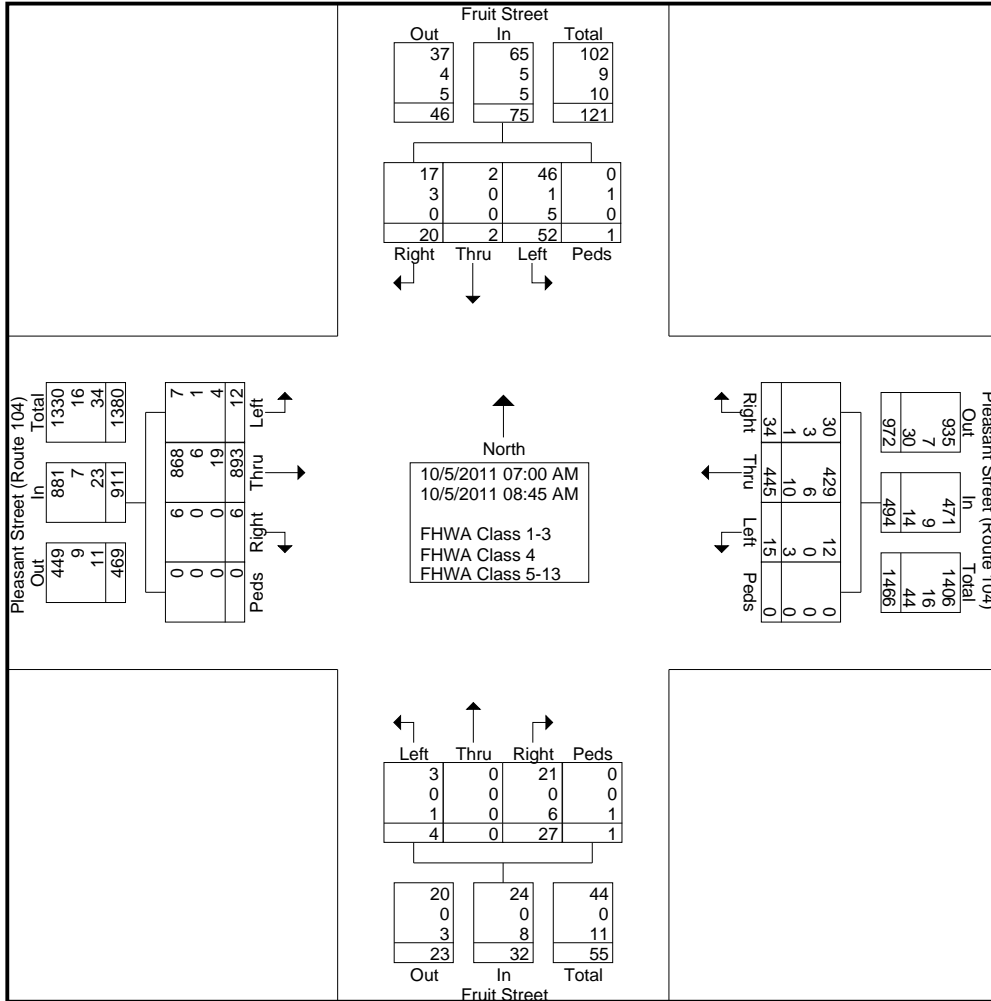 Fruit Street
Out In Total
37 65 102
4 5 9
5 5 10
46 75 121
17 2 46 0
3 0 1 1
0 0 5 0
20 2 52 1
Right Thru Left Peds
Pleasant Street (Route 104)
Total In Out
1330 881 449
16 7 9
34 23 11
1380 911 469
Left Thru Right Peds
7 868 6 0
1 6 0 0
4 19 0 0
12 893 6 0
North
10/5/2011 07:00 AM
10/5/2011 08:45 AM
FHWA Class 1-3
FHWA Class 4
FHWA Class 5-13
Right Thru Left Peds
30 429 12 0
3 6 0 0
1 10 3 0
34 445 15 0
Pleasant Street (Route 104)
Out In Total
935 471 1406
7 9 16
30 14 44
972 494 1466
Left Thru Right Peds
3 0 21 0
0 0 0 0
1 0 6 1
4 0 27 1
20 24 44
0 0 0
3 8 11
23 32 55
Out In Total
Fruit Street